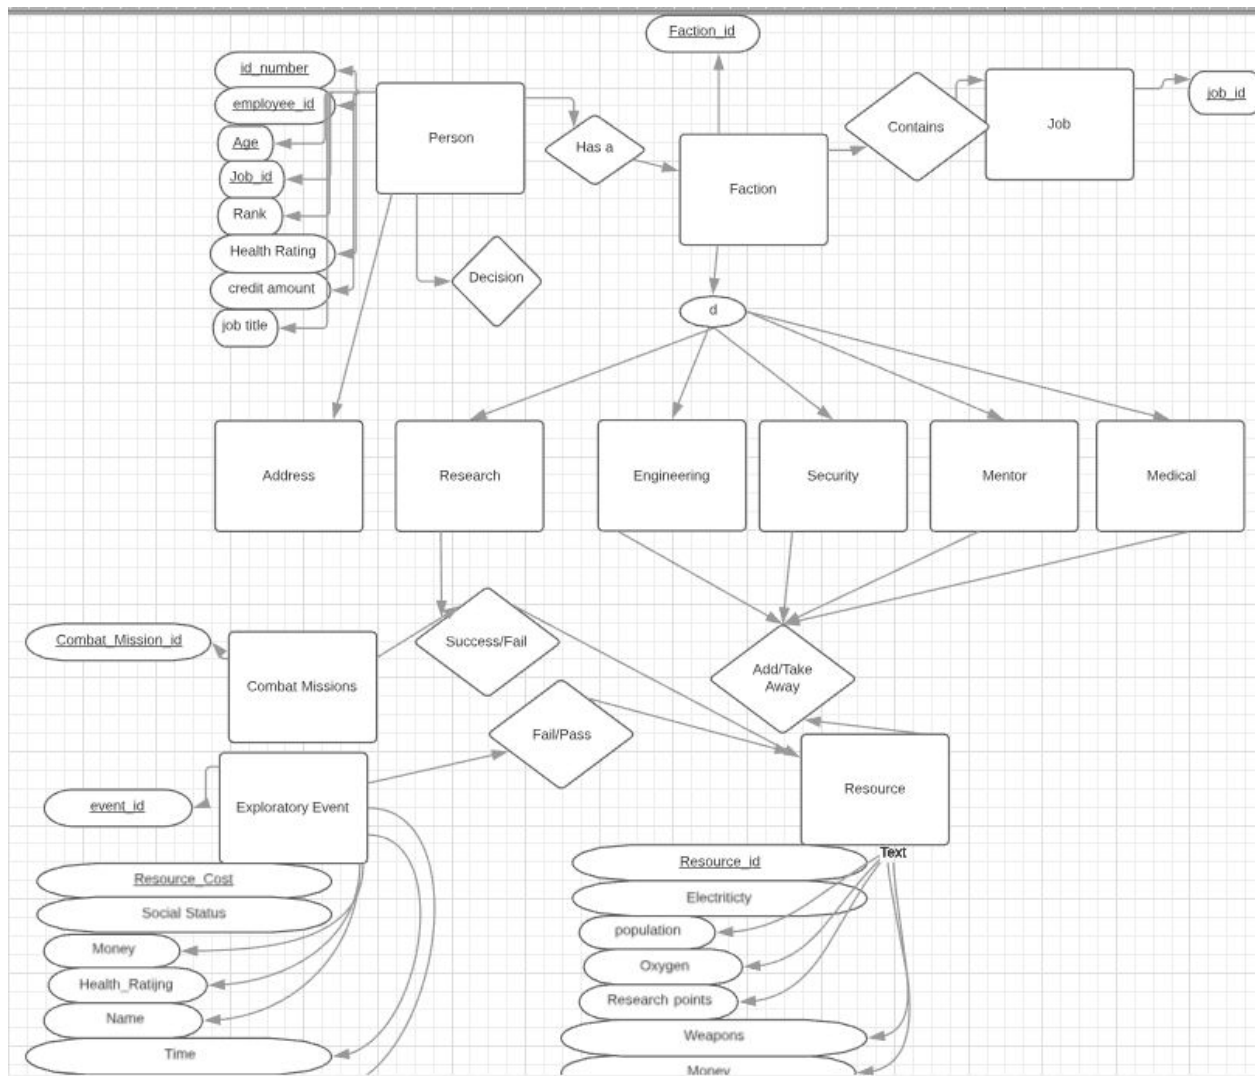 Faction_id
id_number
employee_id
Age
Job_id
Rank
Health Rating
credit amount
job title
Person
Has a
Faction
Contains
Job
job_id
Decision
d
Address
Research
Engineering
Security
Mentor
Medical
Combat_Mission_id
Combat Missions
Success/Fail
Add/Take
Away
Fail/Pass
event_id
Exploratory Event
Resource
Text
Resource_Cost
Social Status
Money
Health_Ratijng
Name
Time
Resource_id
Electriticty
population
Oxygen
Research points
Weapons
Money